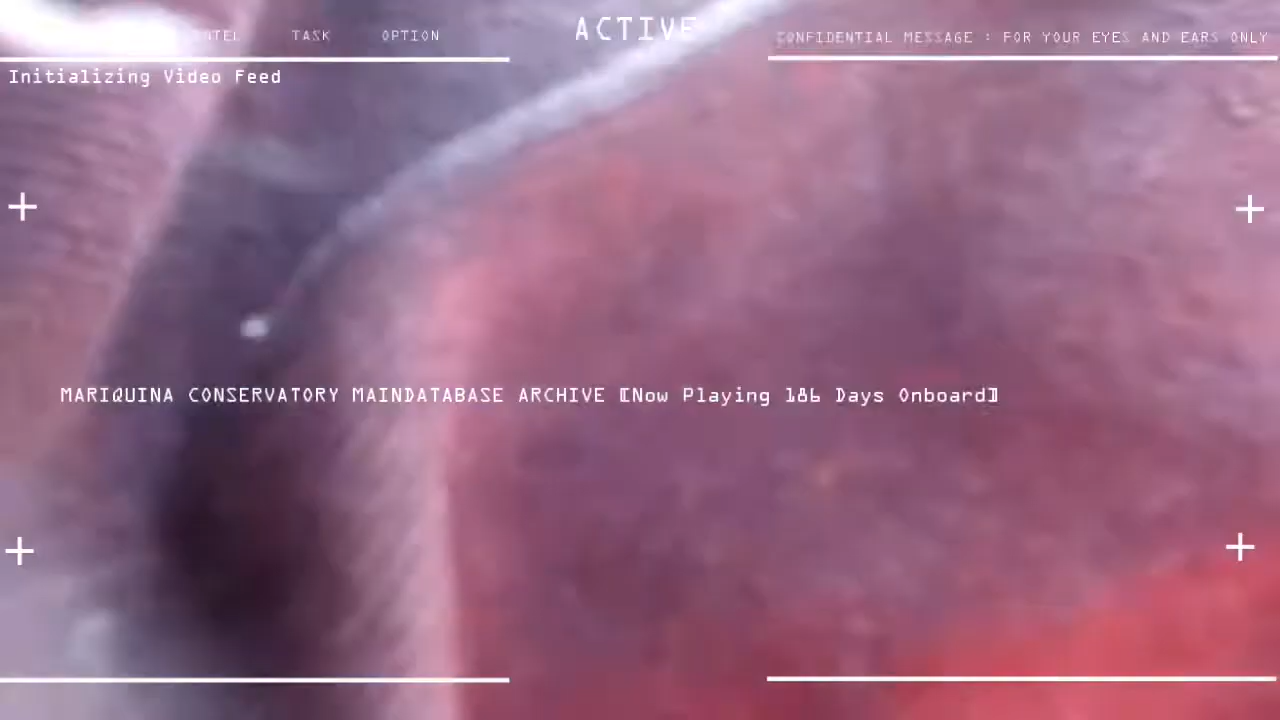 TASK OPTION
ACTIVE
CONFIDENTIAL MESSAGE : FOR YOUR EYES AND EARS ONLY
Initializing Video Feed
MARIQUINA CONSERVATORY MAINDATABASE ARCHIVE [Now Playing 186 Days Onboard]